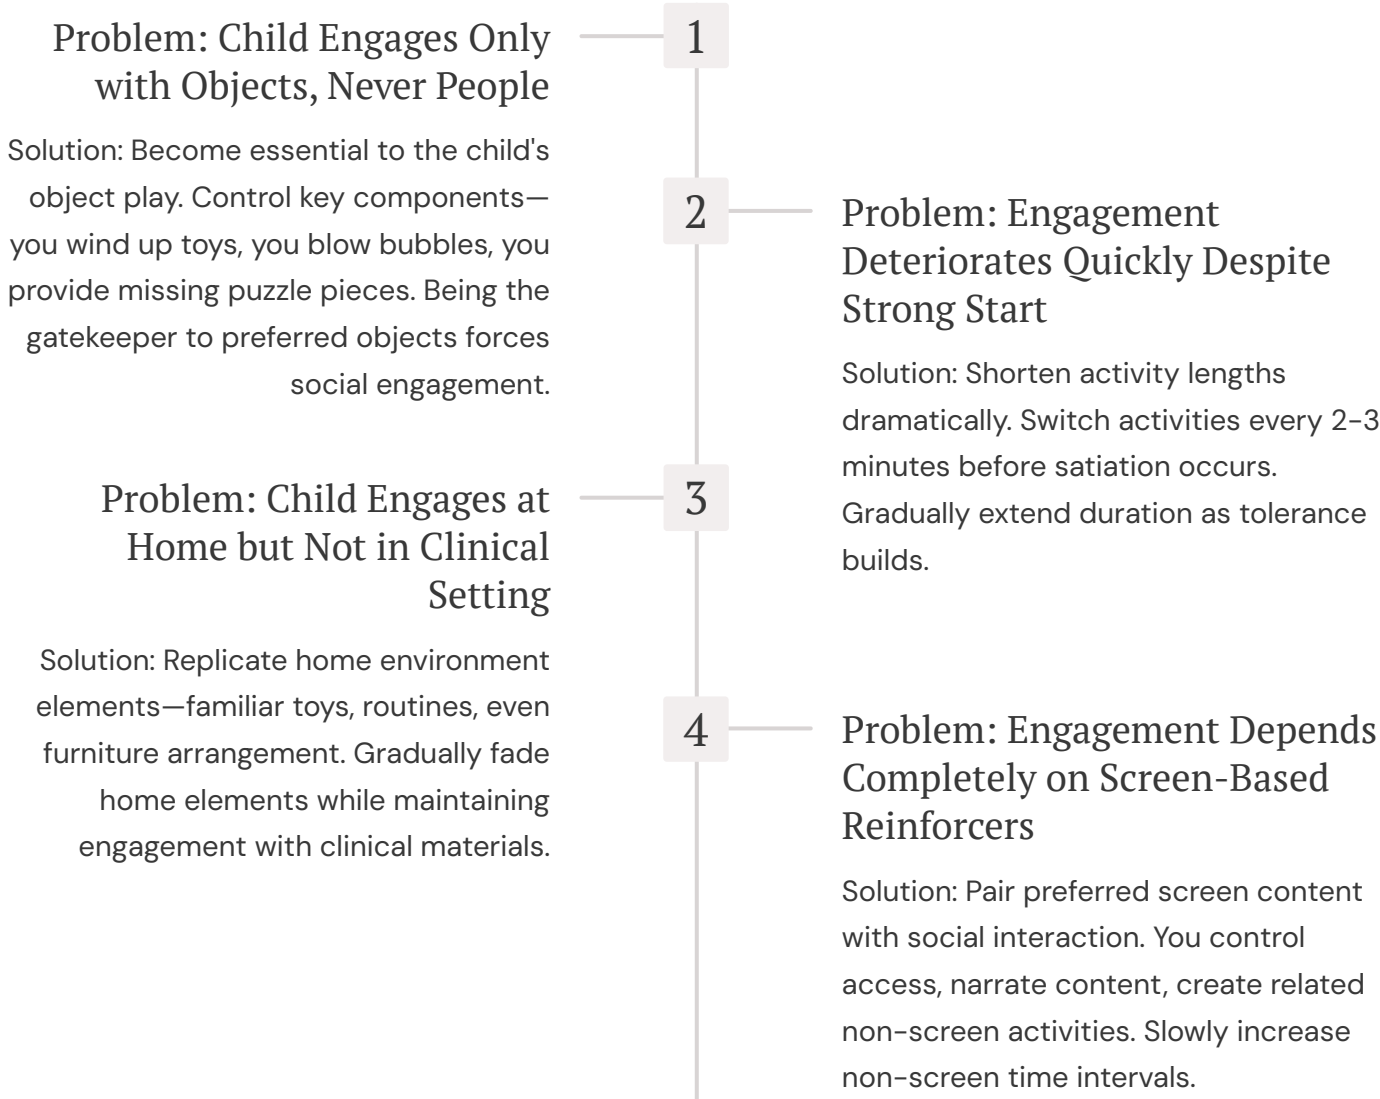 1
Problem: Child Engages Only
with Objects, Never People
Solution: Become essential to the child's
object play. Control key components—
you wind up toys, you blow bubbles, you
provide missing puzzle pieces. Being the
gatekeeper to preferred objects forces
social engagement.
2
Problem: Engagement
Deteriorates Quickly Despite
Strong Start
Solution: Shorten activity lengths
dramatically. Switch activities every 2–3
minutes before satiation occurs.
Gradually extend duration as tolerance
builds.
3
Problem: Child Engages at
Home but Not in Clinical
Setting
Solution: Replicate home environment
elements—familiar toys, routines, even
furniture arrangement. Gradually fade
home elements while maintaining
engagement with clinical materials.
4
Problem: Engagement Depends
Completely on Screen-Based
Reinforcers
Solution: Pair preferred screen content
with social interaction. You control
access, narrate content, create related
non-screen activities. Slowly increase
non-screen time intervals.